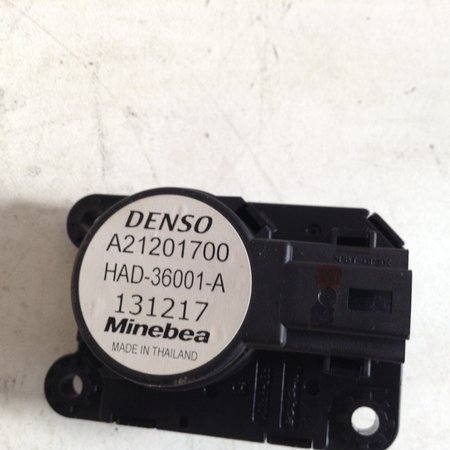 DENSO
A21201700
HAD-36001-A
131217
Minebea
MADE IN THAILAND